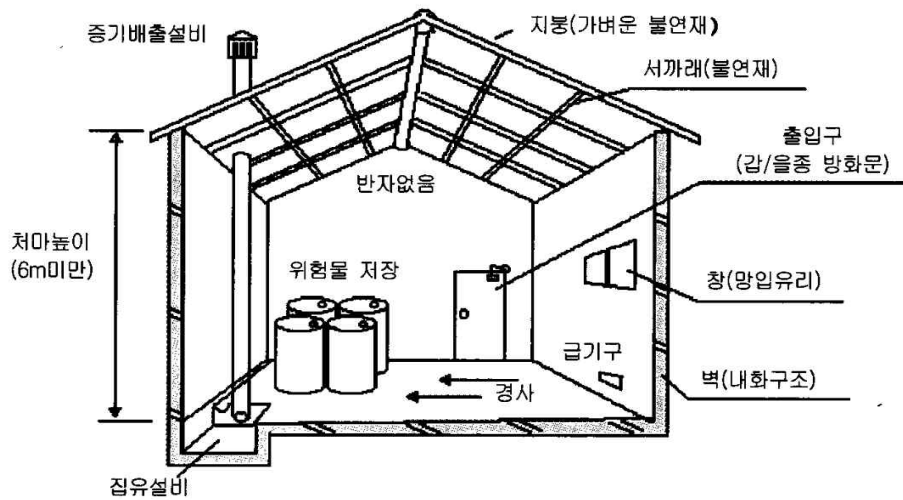 증기배출설비
지붕(가벼운 불연재)
서까래(불연재)
출입구
(갑/을종 방화문)
반자없음
처마높이
(6m미만)
위험물 저장
창(망입유리)
급기구
벽(내화구조)
경사
집유설비